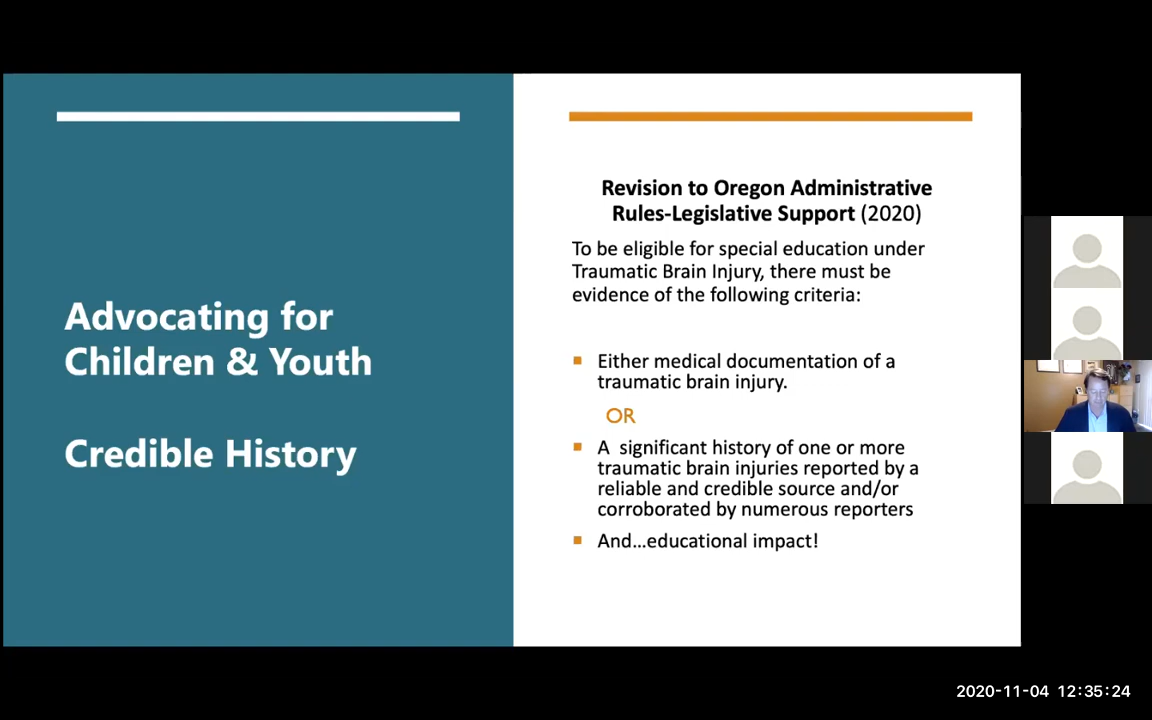 Advocating for
Children & Youth
Credible History
Revision to Oregon Administrative
Rules-Legislative Support (2020)
To be eligible for special education under
Traumatic Brain Injury, there must be
evidence of the following criteria:
Either medical documentation of a
traumatic brain injury.
OR
A significant history of one or more
traumatic brain injuries reported by a
reliable and credible source and/or
corroborated by numerous reporters
And…educational impact!
2020-11-04 12:35:24